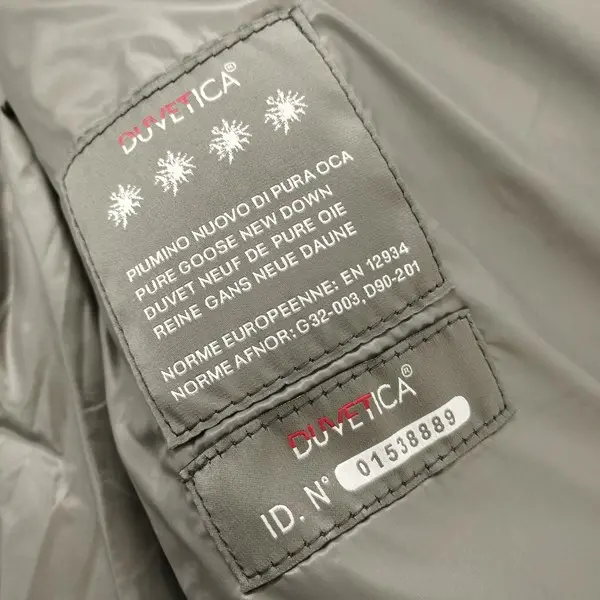 DUVETICA®
PIUMINO NUOVO DI PURA OCA
PURE GOOSE NEW DOWN
DUVET NEUF DE PURE OIE
REINE GANS NEUE DAUNE
NORME EUROPEENNE: EN 12934
NORME AFNOR: G32-003, D90-201
DUVETICA®
ID. N° 01538889